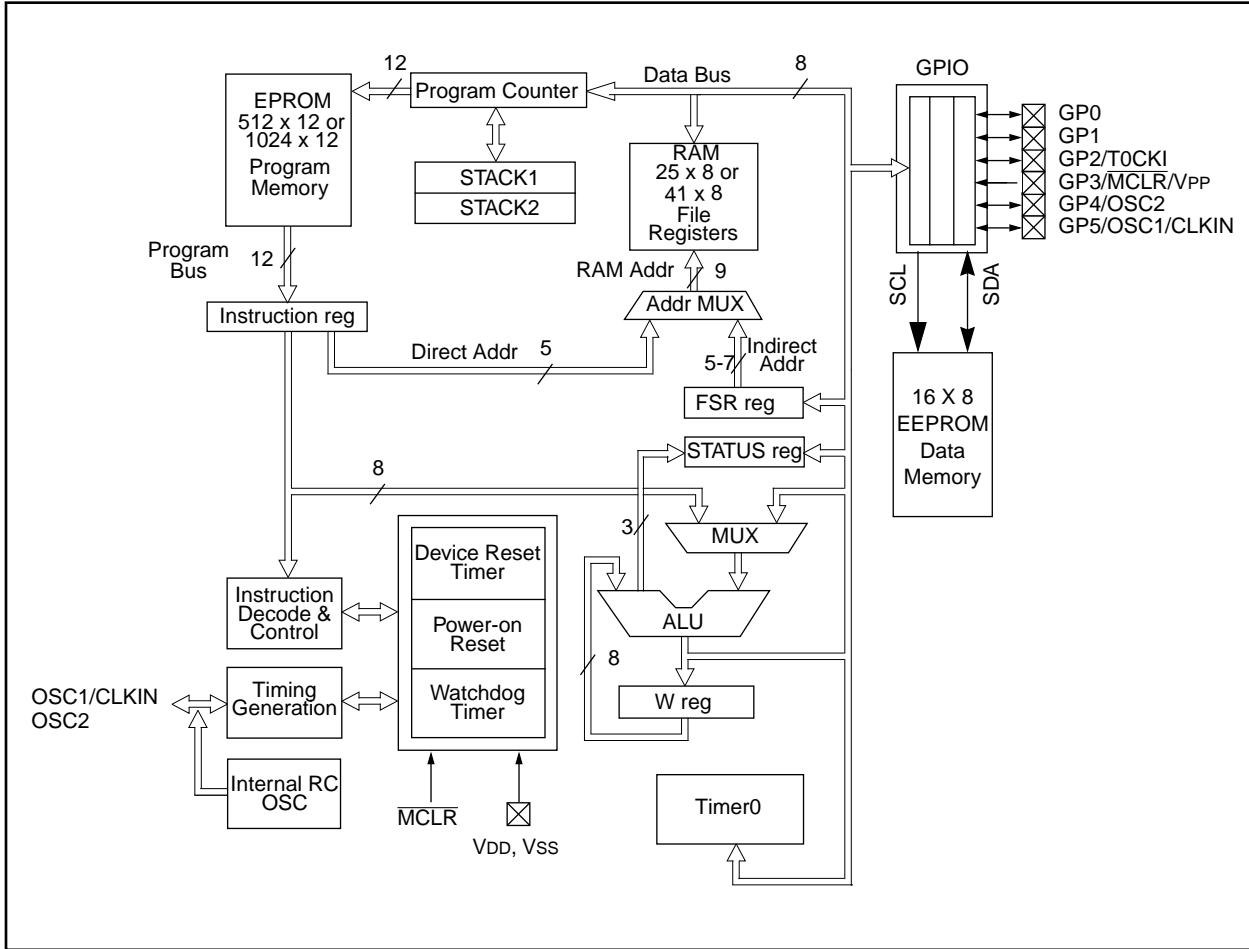 12
Data Bus
8
GPIO
EPROM
512 x 12 or
1024 x 12
Program
Memory
Program Counter
STACK1
STACK2
RAM
25 x 8 or
41 x 8
File
Registers
GP0
GP1
GP2/T0CKI
GP3/MCLR/VPP
GP4/OSC2
GP5/OSC1/CLKIN
Program
Bus
12
RAM Addr
9
SCL
SDA
Instruction reg
Addr MUX
Direct Addr
5
5-7
Indirect
Addr
FSR reg
16 X 8
EEPROM
Data
Memory
STATUS reg
8
3
MUX
Device Reset
Timer
Instruction
Decode &
Control
Power-on
Reset
ALU
8
OSC1/CLKIN
OSC2
Timing
Generation
Watchdog
Timer
W reg
Internal RC
OSC
MCLR
VDD, VSS
Timer0